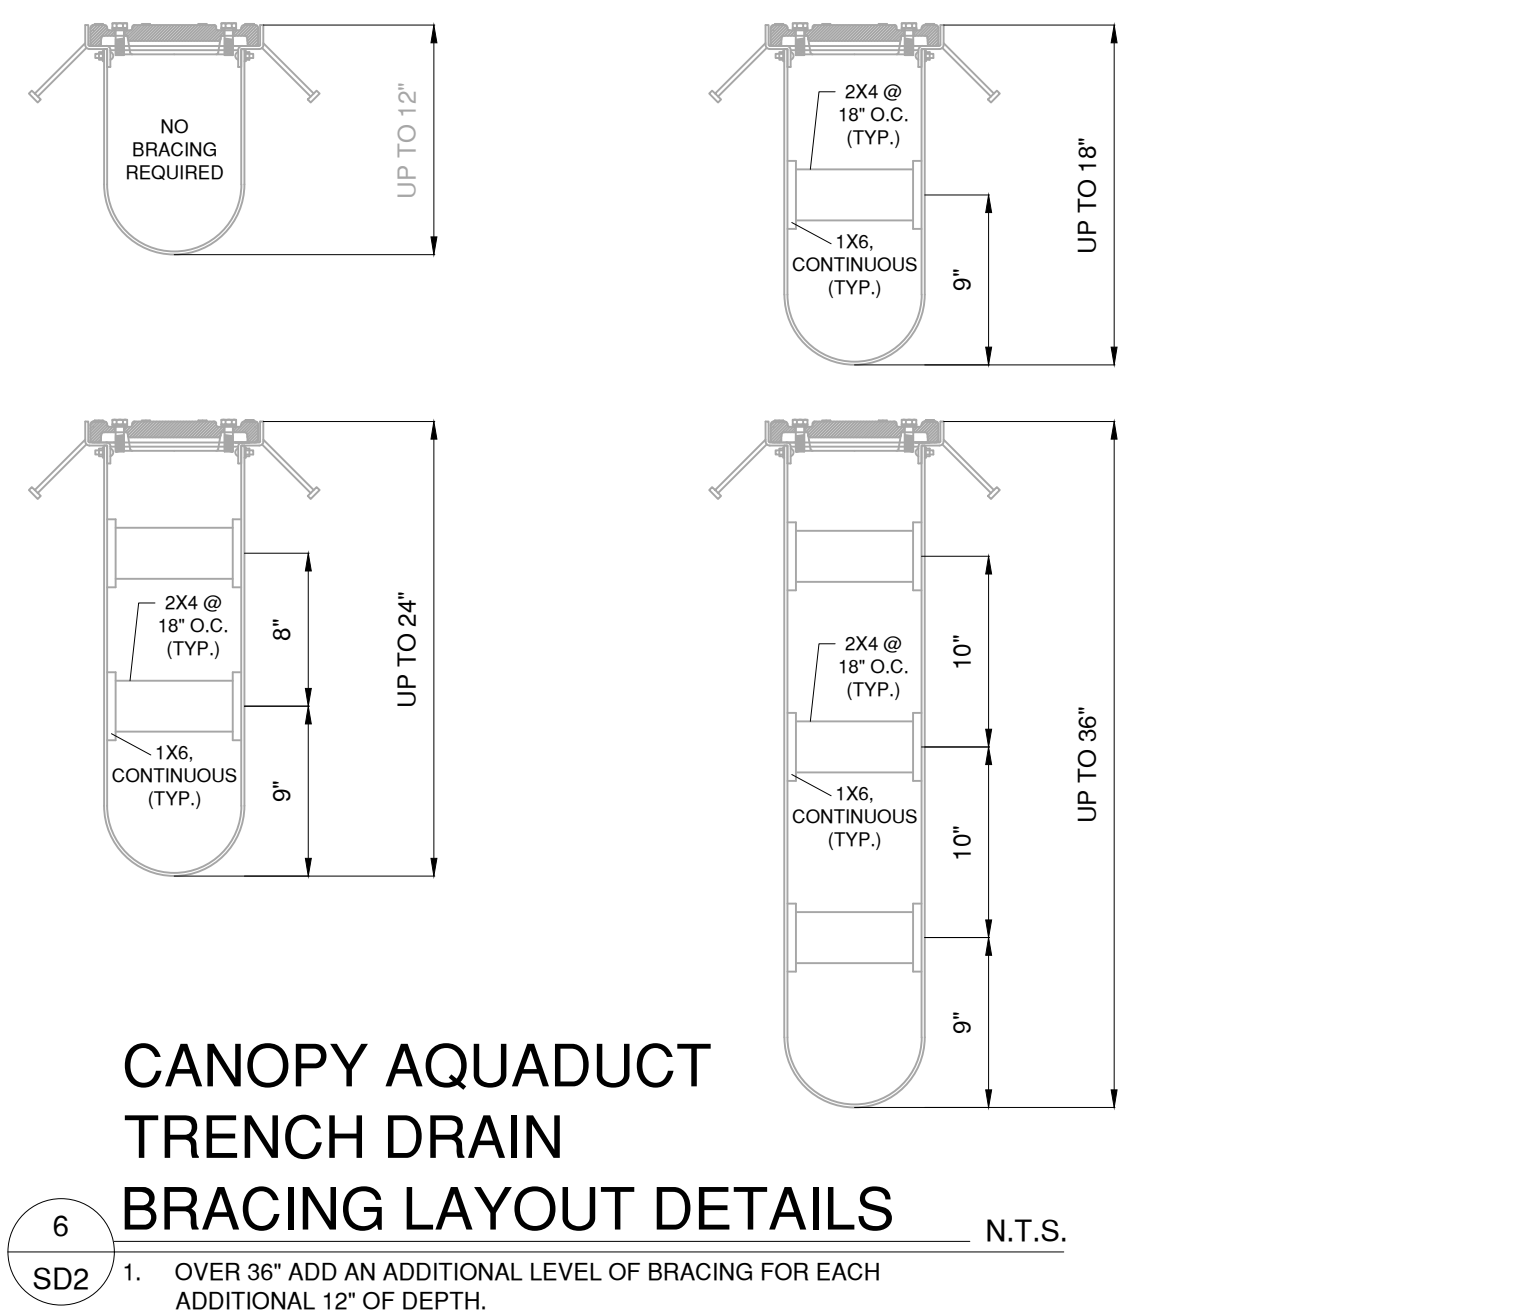 NO
BRACING
REQUIRED
UP TO 12"
2X4 @
18" O.C.
(TYP.)
1X6,
CONTINUOUS
(TYP.)
9"
UP TO 18"
2X4 @
18" O.C.
(TYP.)
1X6,
CONTINUOUS
(TYP.)
8"
9"
UP TO 24"
2X4 @
18" O.C.
(TYP.)
1X6,
CONTINUOUS
(TYP.)
10"
10"
9"
UP TO 36"
CANOPY AQUADUCT
TRENCH DRAIN
BRACING LAYOUT DETAILS
N.T.S.
6
SD2
1. OVER 36" ADD AN ADDITIONAL LEVEL OF BRACING FOR EACH
ADDITIONAL 12" OF DEPTH.